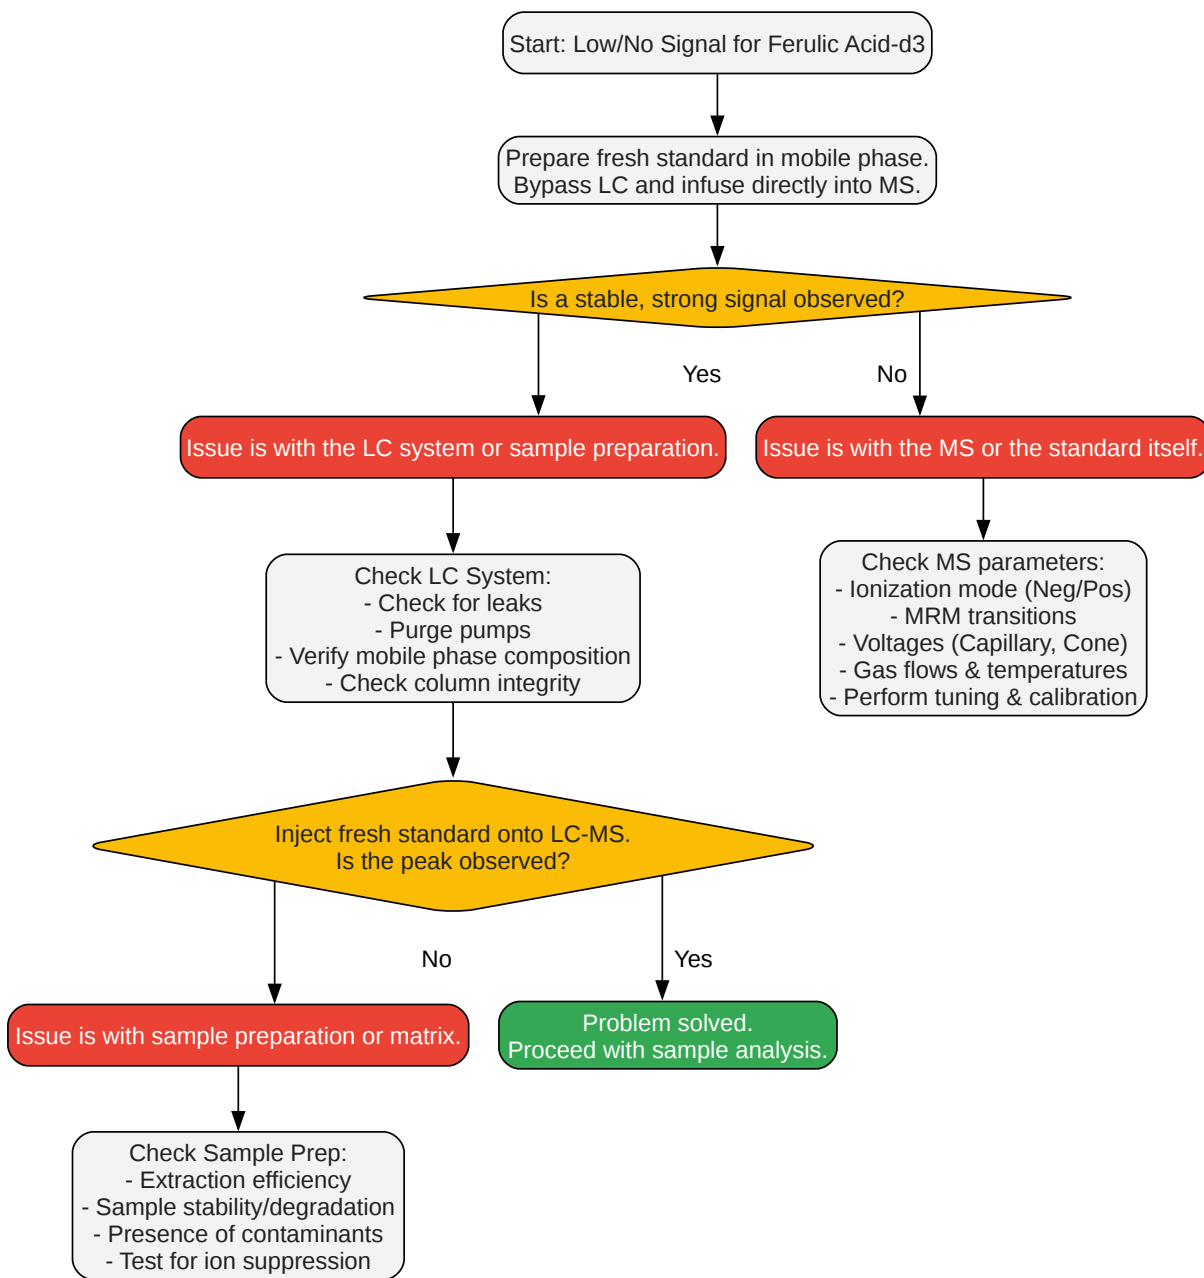 Start: Low/No Signal for Ferulic Acid-d3
Prepare fresh standard in mobile phase.
Bypass LC and infuse directly into MS.
Is a stable, strong signal observed?
Yes
No
Issue is with the LC system or sample preparation.
Issue is with the MS or the standard itself.
Check LC System:
- Check for leaks
- Purge pumps
- Verify mobile phase composition
- Check column integrity
Check MS parameters:
- Ionization mode (Neg/Pos)
- MRM transitions
- Voltages (Capillary, Cone)
- Gas flows & temperatures
- Perform tuning & calibration
Inject fresh standard onto LC-MS.
Is the peak observed?
No
Yes
Issue is with sample preparation or matrix.
Problem solved.
Proceed with sample analysis.
Check Sample Prep:
- Extraction efficiency
- Sample stability/degradation
- Presence of contaminants
- Test for ion suppression